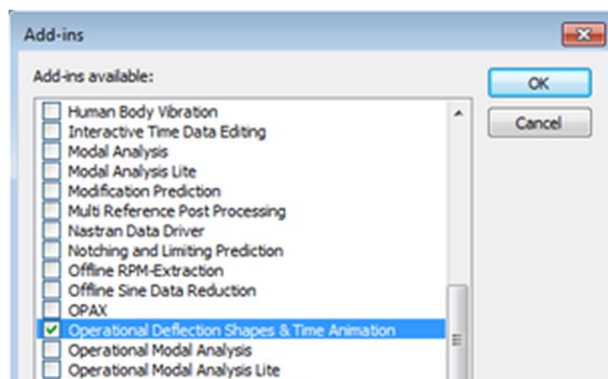 Add-ins
Add-ins available:
OK
Cancel
Human Body Vibration
Interactive Time Data Editing
Modal Analysis
Modal Analysis Lite
Modification Prediction
Multi Reference Post Processing
Nastran Data Driver
Notching and Limiting Prediction
Offline RPM-Extraction
Offline Sine Data Reduction
OPAX
Operational Deflection Shapes & Time Animation
Operational Modal Analysis
Operational Modal Analysis Lite